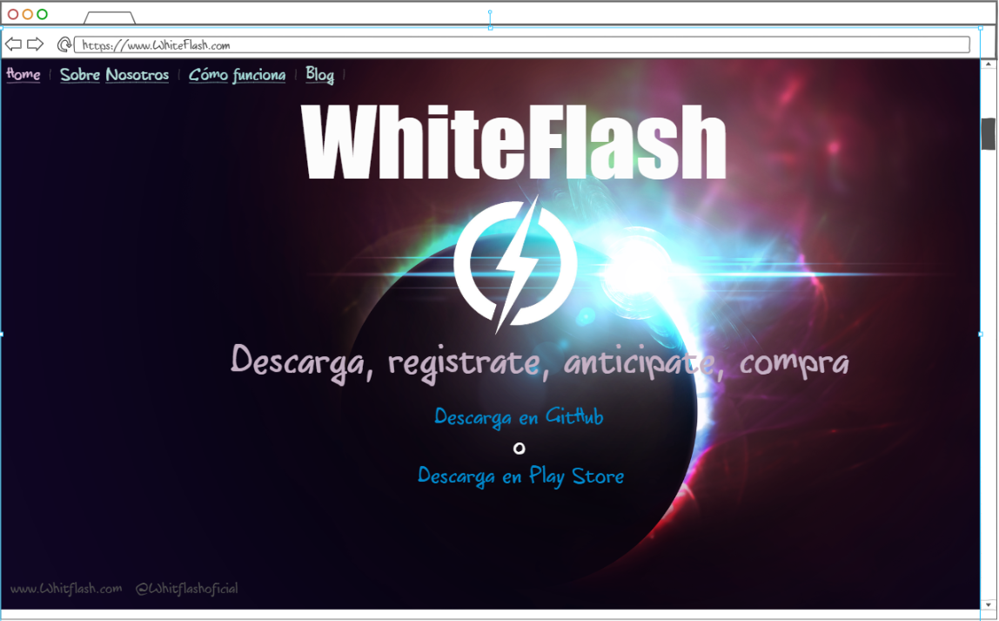 https://www.WhiteFlash.com
Home | Sobre Nosotros | Cómo funciona | Blog |
WhiteFlash
Descarga, registrate, anticipate, compra
Descarga en GitHub
o
Descarga en Play Store
www.Whitflash.com @Whitflashoficial